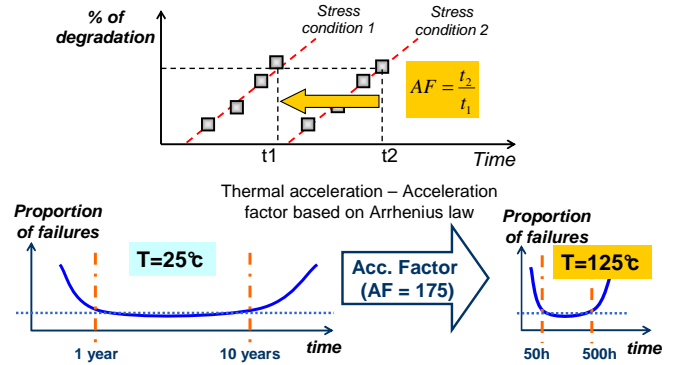 % of
degradation
Stress
condition 1
Stress
condition 2
AF = t₂/t₁
t1
t2
Time
Thermal acceleration – Acceleration
factor based on Arrhenius law
Proportion
of failures
T=25℃
1 year
10 years
time
Acc. Factor
(AF = 175)
Proportion
of failures
T=125℃
50h
500h
time